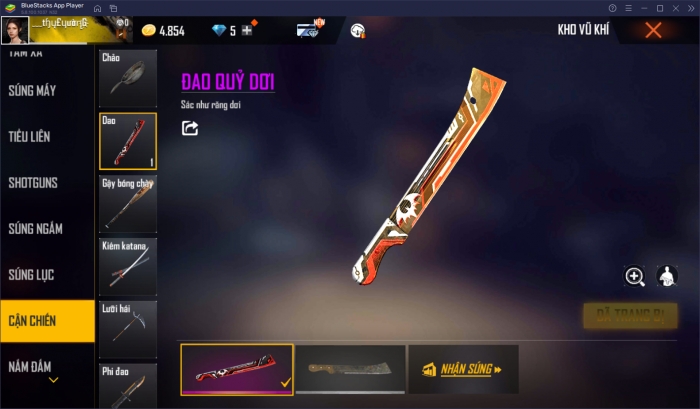 BlueStacks App Player
4.854
5
NEW
KHO VŨ KHÍ
TẦM XA
SÚNG MÁY
TIỂU LIÊN
SHOTGUNS
SÚNG NGẮM
SÚNG LỤC
CẬN CHIẾN
NẮM ĐẤM
Chảo
Dao
1
Gậy bóng chày
Kiếm katana
Lưỡi hái
Phi dao
DAO QUỶ DƠI
Sắc như răng dơi
ĐÃ TRANG BỊ
NHẬN SÚNG